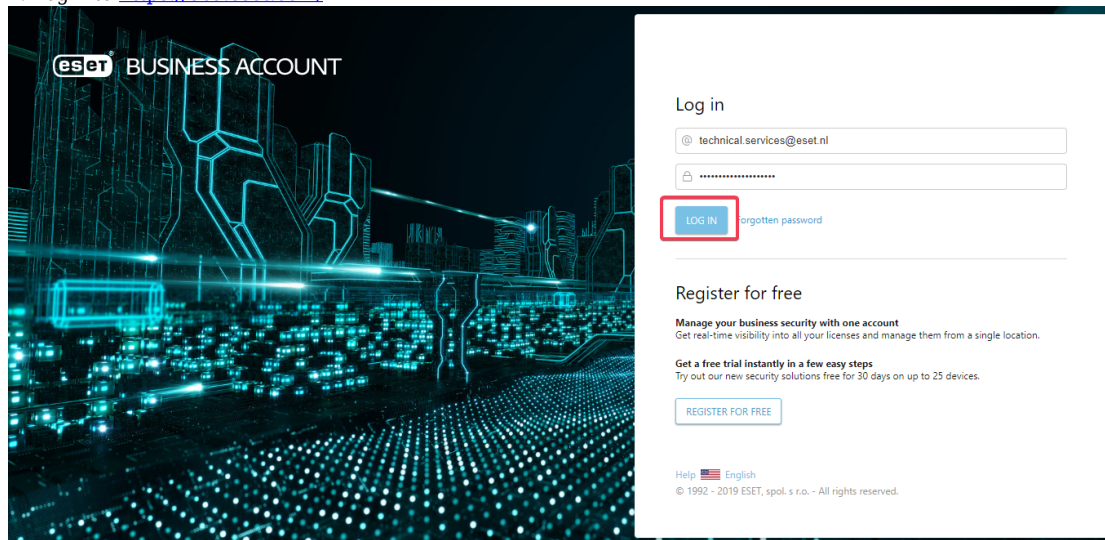 eset BUSINESS ACCOUNT
Log in
@ technical.services@eset.nl
••••••••••••••••••••
LOG IN orgotten password
Register for free
Manage your business security with one account
Get real-time visibility into all your licenses and manage them from a single location.
Get a free trial instantly in a few easy steps
Try out our new security solutions free for 30 days on up to 25 devices.
REGISTER FOR FREE
Help English
© 1992 - 2019 ESET, spol. s r.o. - All rights reserved.